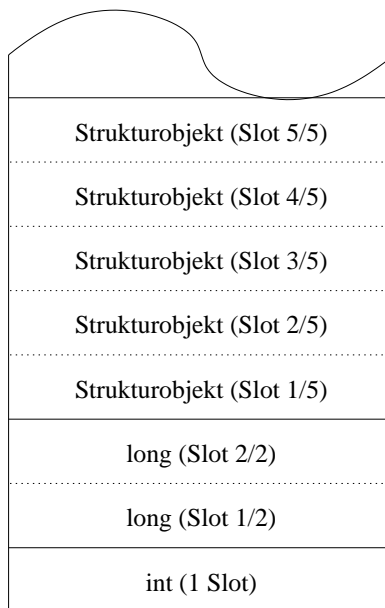 Strukturobjekt (Slot 5/5)
Strukturobjekt (Slot 4/5)
Strukturobjekt (Slot 3/5)
Strukturobjekt (Slot 2/5)
Strukturobjekt (Slot 1/5)
long (Slot 2/2)
long (Slot 1/2)
int (1 Slot)